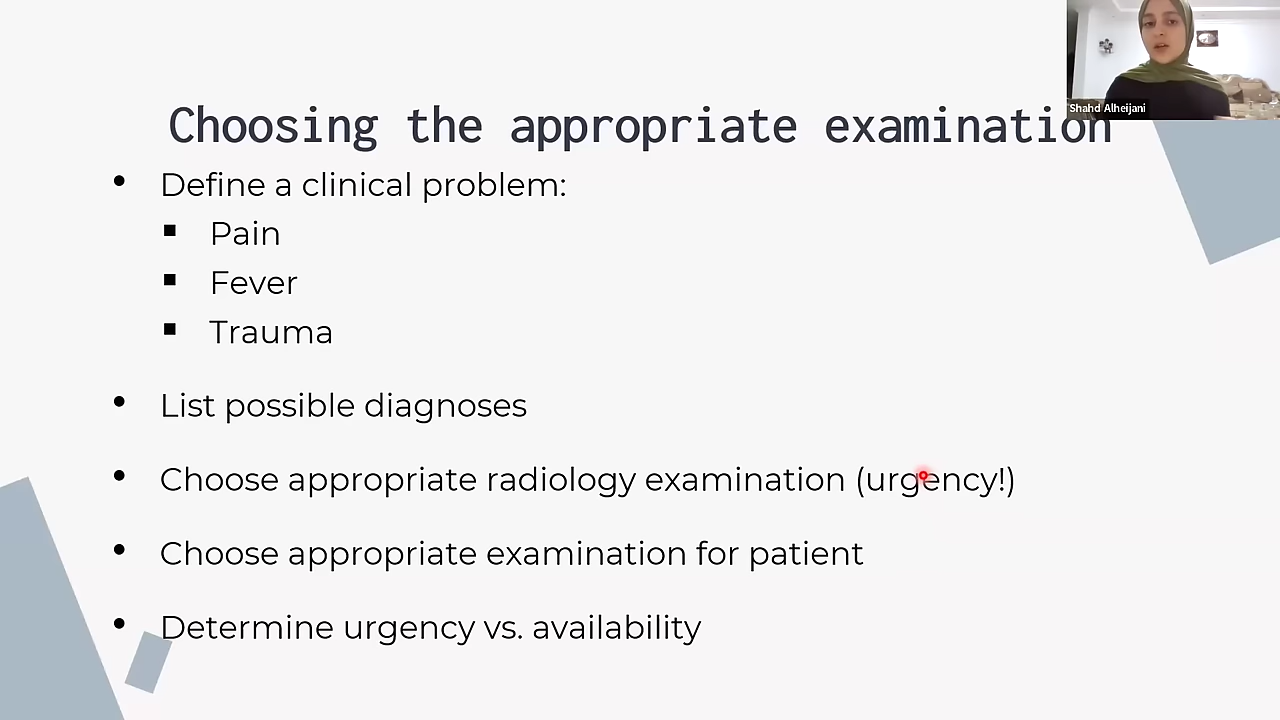 Shahd Alheijani
Choosing the appropriate examination
• Define a clinical problem:
▪ Pain
▪ Fever
▪ Trauma
• List possible diagnoses
• Choose appropriate radiology examination (urgency!)
• Choose appropriate examination for patient
• Determine urgency vs. availability